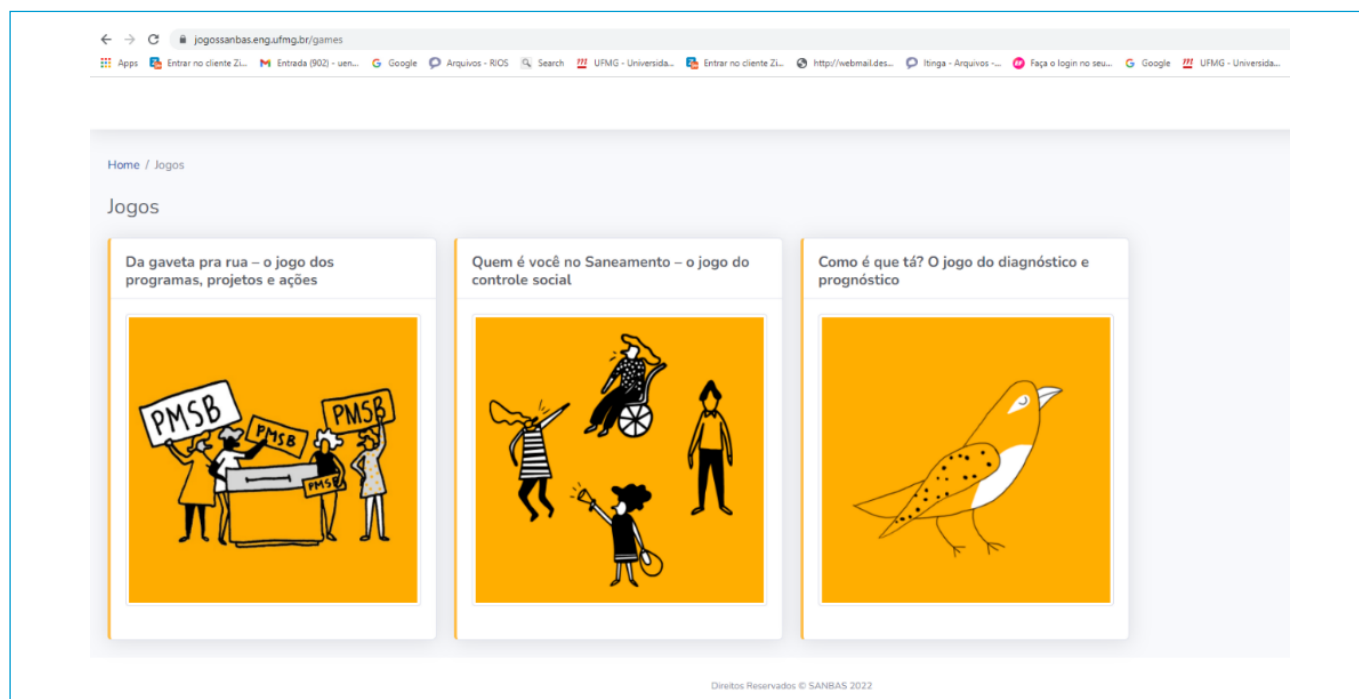 jogossanbas.eng.ufmg.br/games
Apps Entrar no cliente Zi... Entrada (902) - uen... Google Arquivos - RIOS Search UFMG - Universida... Entrar no cliente Zi... http://webmail.des... Itinga - Arquivos -... Faça o login no seu... Google UFMG - Universida...
Home / Jogos
Jogos
Da gaveta pra rua – o jogo dos
programas, projetos e ações
Quem é você no Saneamento – o jogo do
controle social
Como é que tá? O jogo do diagnóstico e
prognóstico
PMSB
PMSB
PMSB
PMSB
Direitos Reservados © SANBAS 2022